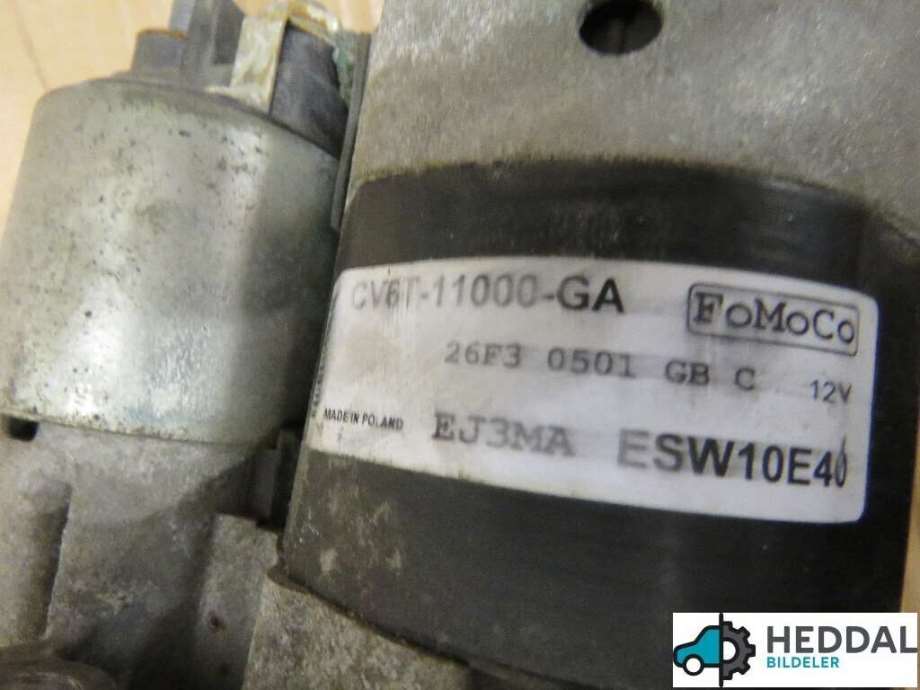 CV6T-11000-GA
FoMoCo
26F3 0501 GB C 12V
MADE IN POLAND
EJ3MA ESW10E40
HEDDAL
BILDELER